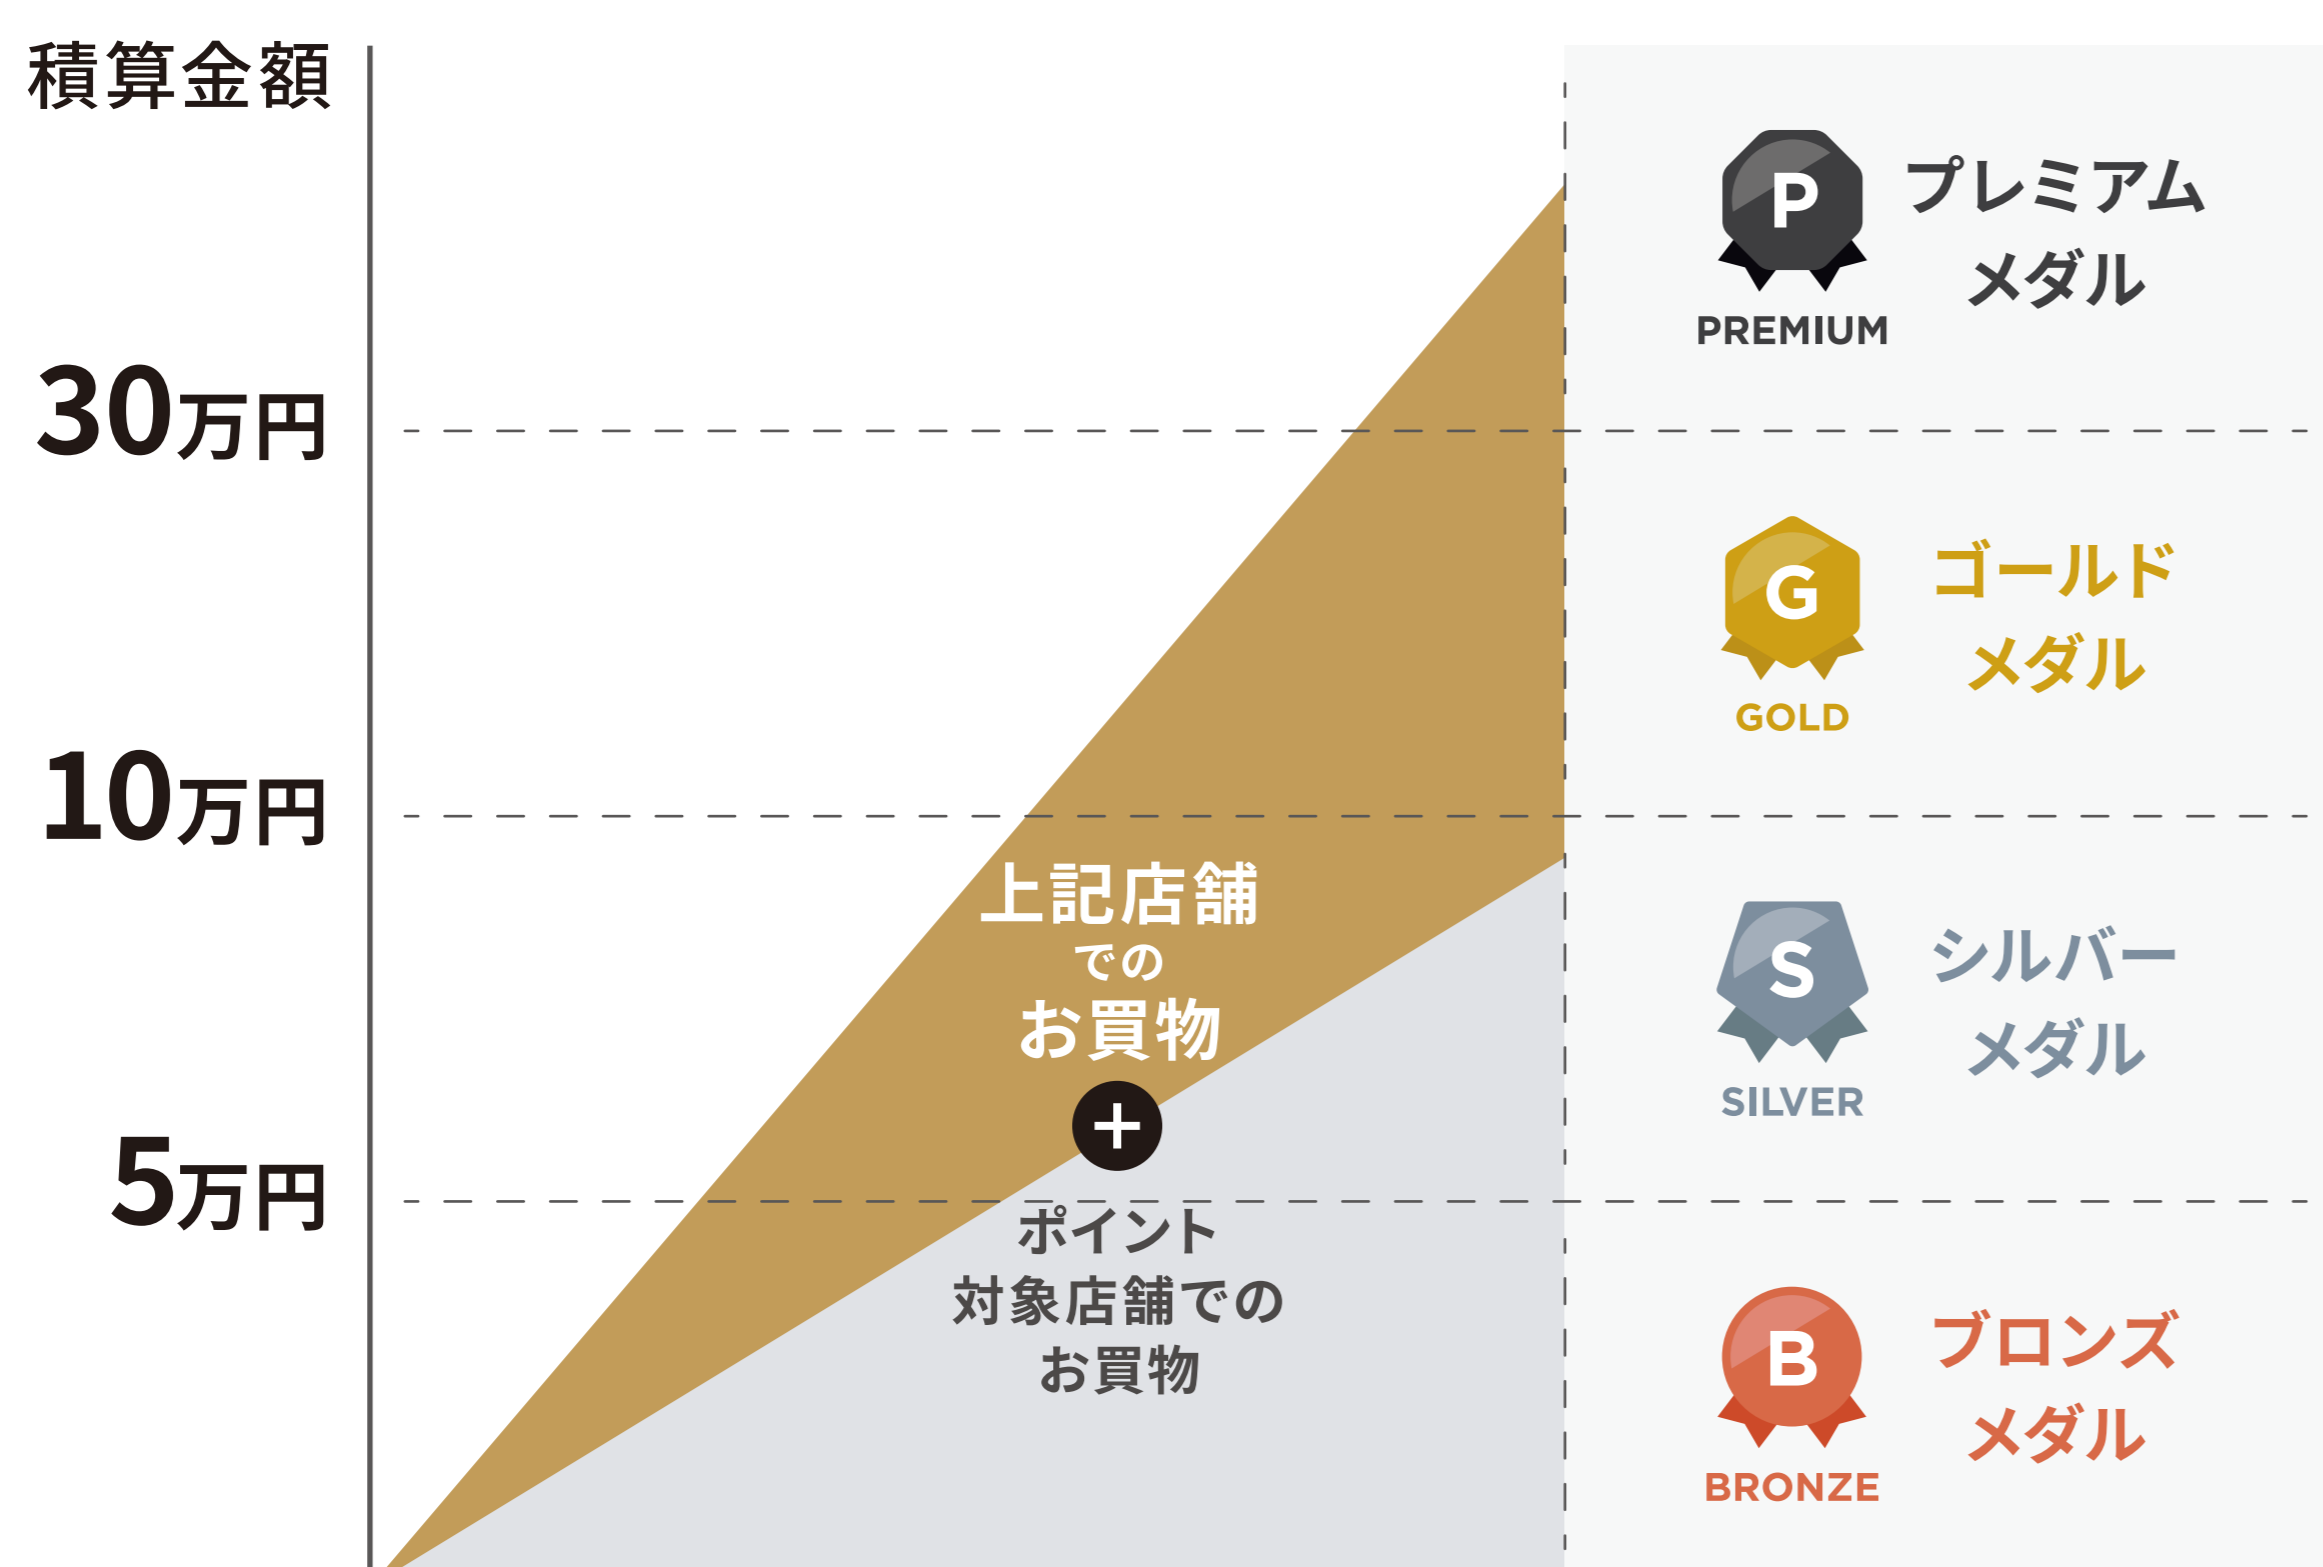 積算金額
30万円
10万円
5万円
上記店舗
での
お買物
+
ポイント
対象店舗での
お買物
P
PREMIUM
プレミアム
メダル
G
GOLD
ゴールド
メダル
S
SILVER
シルバー
メダル
B
BRONZE
ブロンズ
メダル